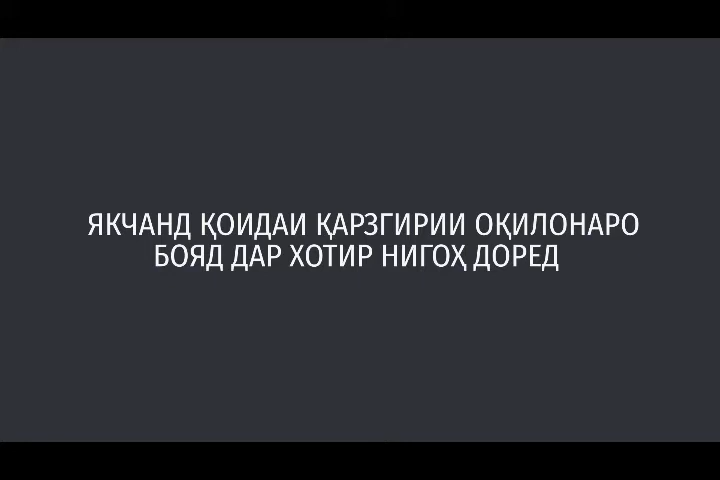 ЯКЧАНД ҚОИДАИ ҚАРЗГИРИИ ОҚИЛОНАРО
БОЯД ДАР ХОТИР НИГОҲ ДОРЕД